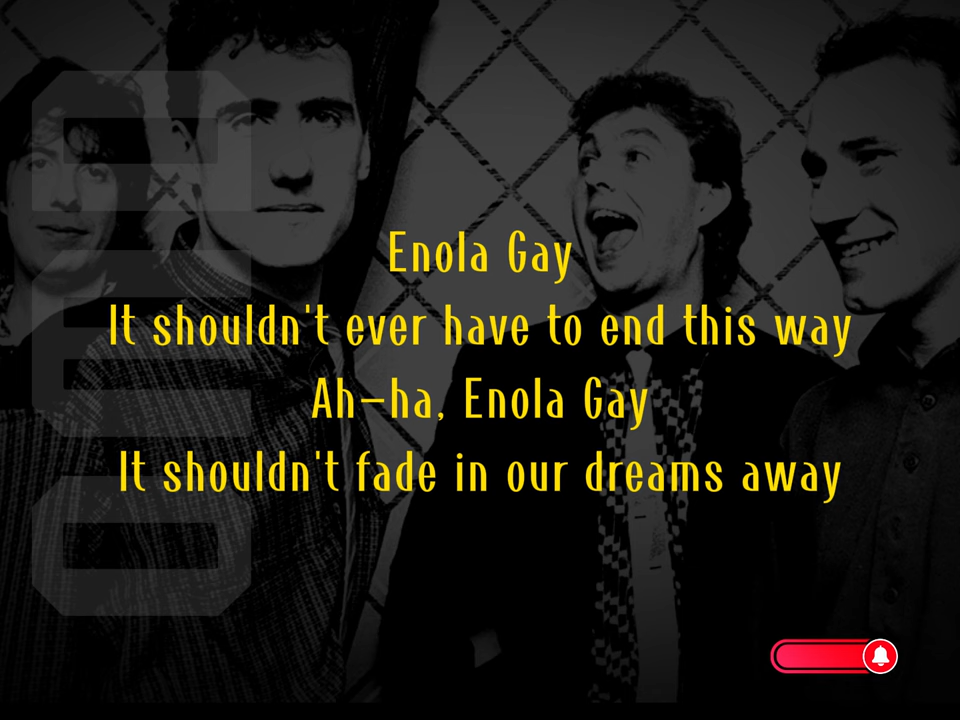 OMD
Enola Gay
It shouldn't ever have to end this way
Ah-ha, Enola Gay
It shouldn't fade in our dreams away